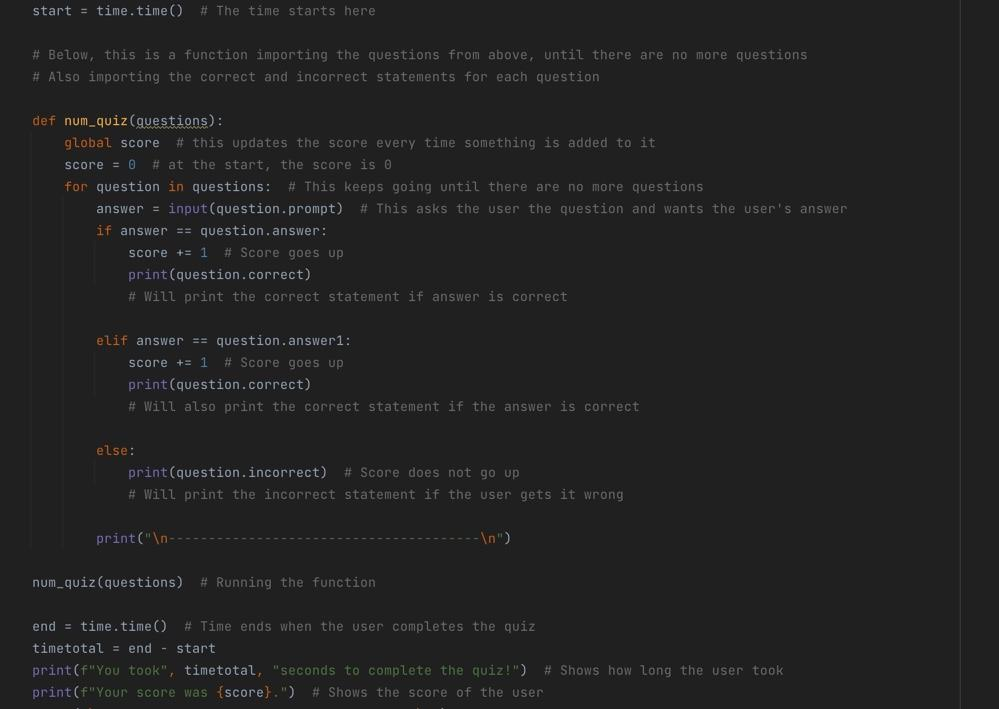 start = time.time()  # The time starts here
# Below, this is a function importing the questions from above, until there are no more questions
# Also importing the correct and incorrect statements for each question
def num_quiz(questions):
    global score  # this updates the score every time something is added to it
    score = 0  # at the start, the score is 0
    for question in questions:  # This keeps going until there are no more questions
        answer = input(question.prompt)  # This asks the user the question and wants the user's answer
        if answer == question.answer:
            score += 1  # Score goes up
            print(question.correct)
            # Will print the correct statement if answer is correct
        elif answer == question.answer1:
            score += 1  # Score goes up
            print(question.correct)
            # Will also print the correct statement if the answer is correct
        else:
            print(question.incorrect)  # Score does not go up
            # Will print the incorrect statement if the user gets it wrong
        print("\n---------------------------------------\n")
num_quiz(questions)  # Running the function
end = time.time()  # Time ends when the user completes the quiz
timetotal = end - start
print(f"You took", timetotal, "seconds to complete the quiz!")  # Shows how long the user took
print(f"Your score was {score}.")  # Shows the score of the user